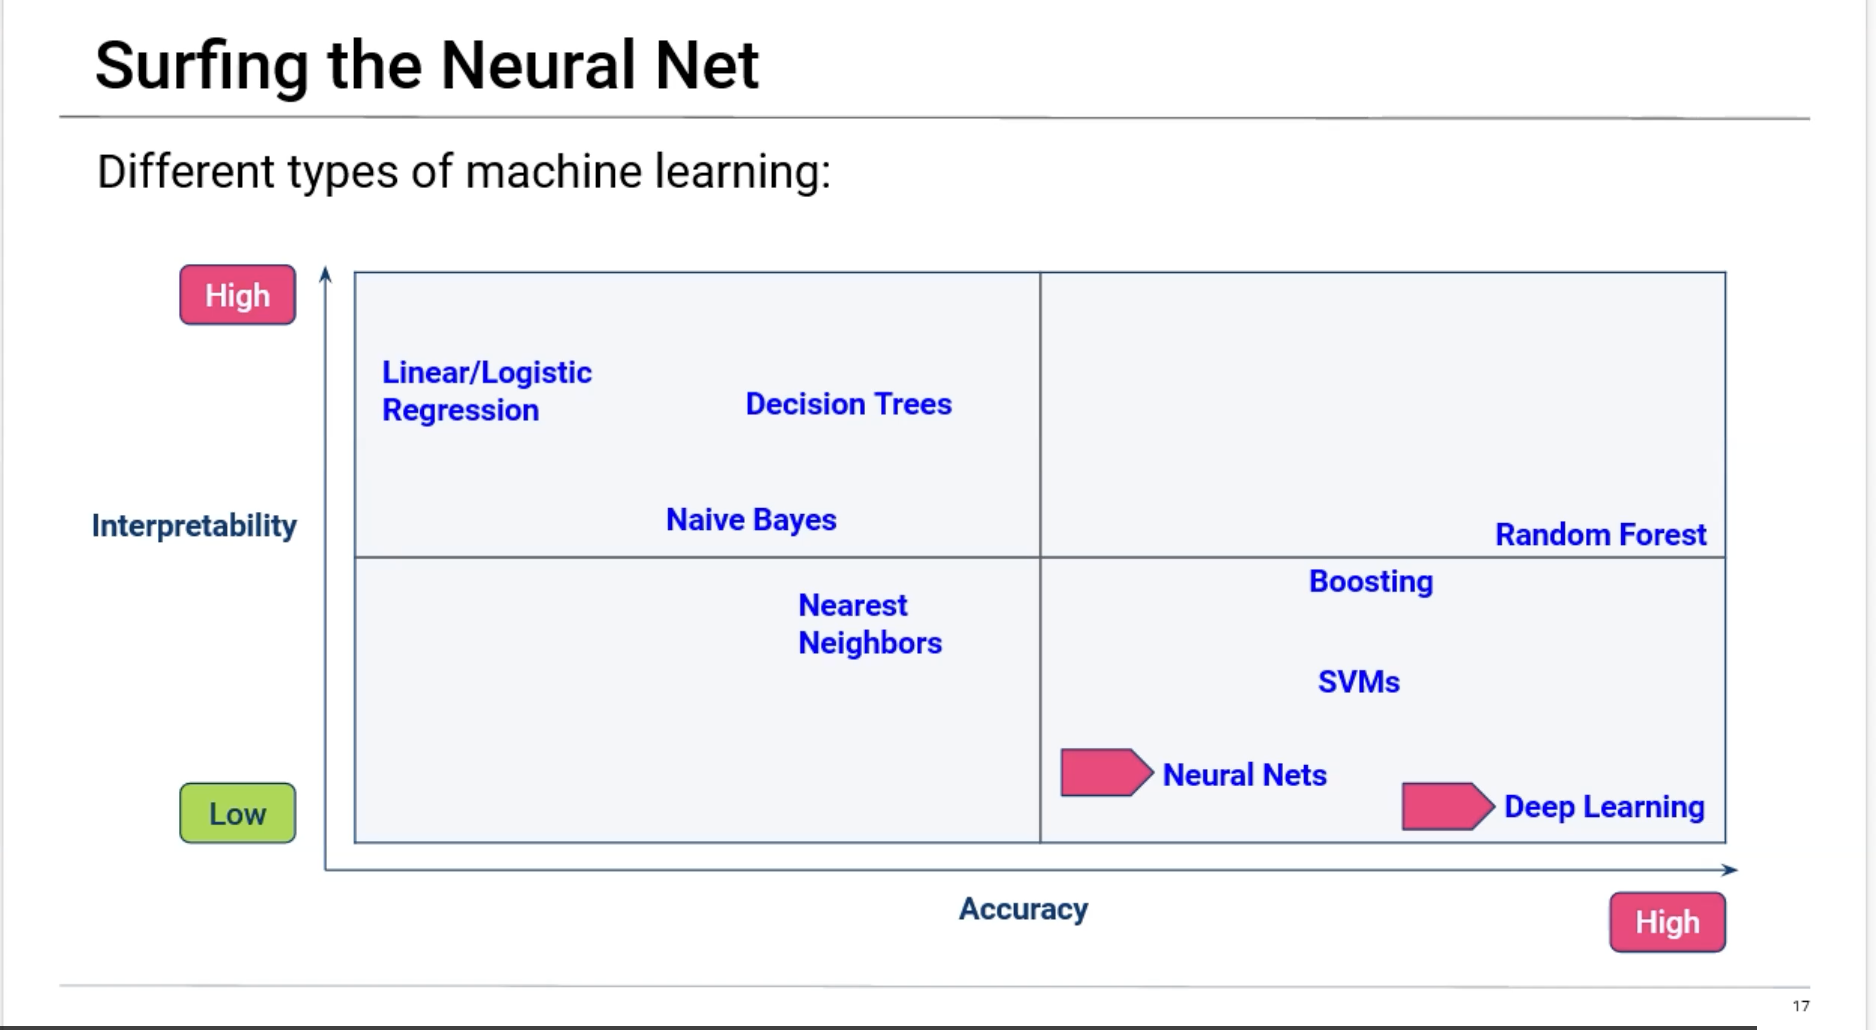 Surfing the Neural Net
Different types of machine learning:
High
Linear/Logistic
Regression
Decision Trees
Interpretability
Naive Bayes
Random Forest
Boosting
Nearest
Neighbors
SVMs
Neural Nets
Low
Deep Learning
Accuracy
High
17